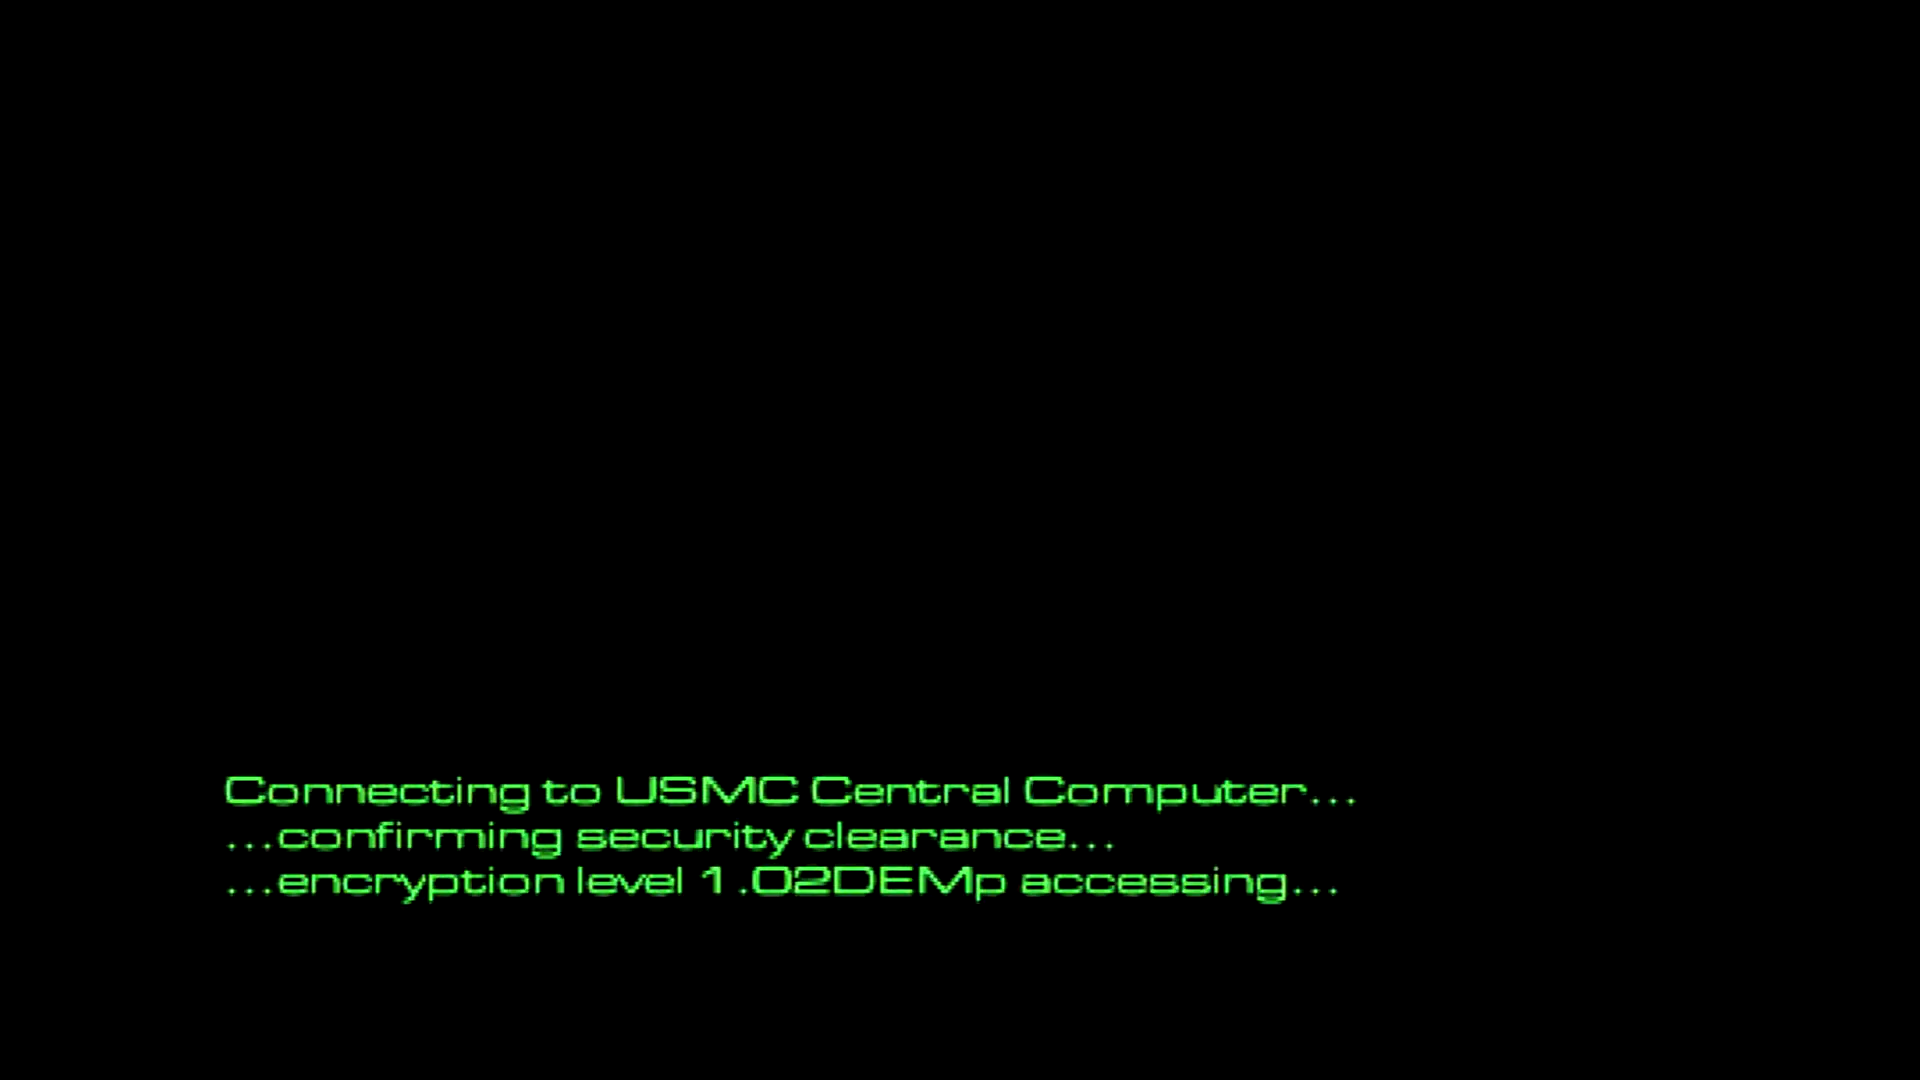 Connecting to USMC Central Computer...
...confirming security clearance...
...encryption level 1.02DEMp accessing...